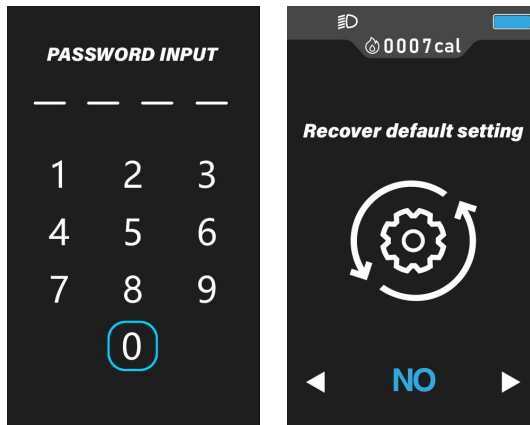 PASSWORD INPUT
1 2 3
4 5 6
7 8 9
0
0007cal
Recover default setting
NO